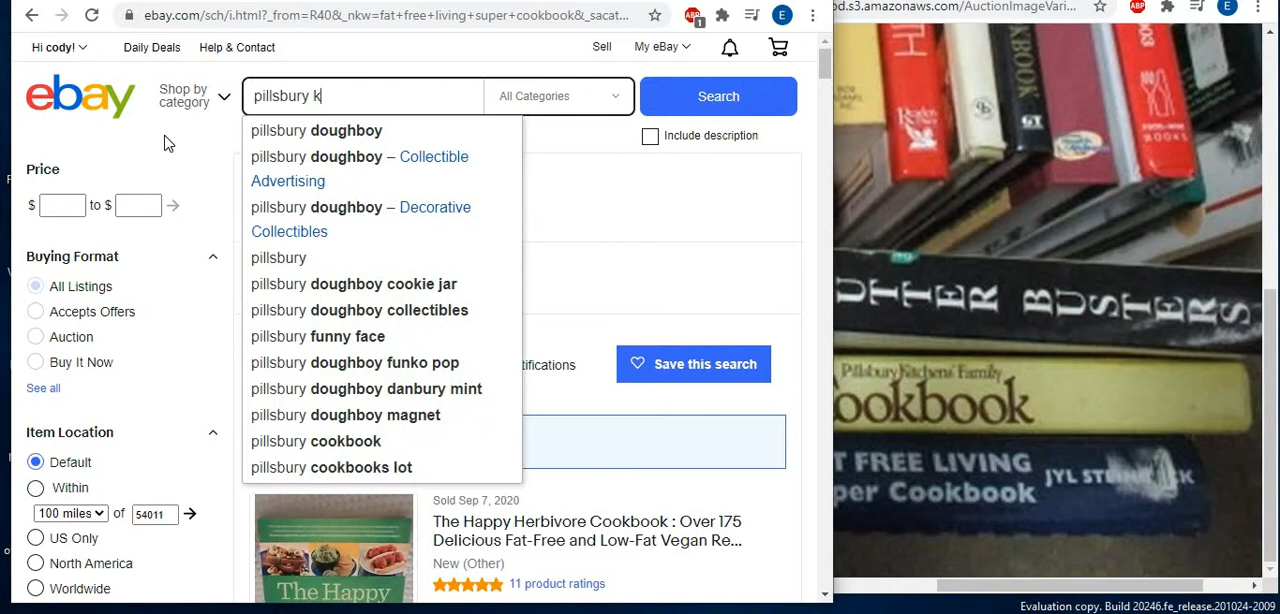 ebay.com/sch/i.html?_from=R40&_nkw=fat+free+living+super+cookbook&_sacat...
1
E
Hi cody!
Daily Deals
Help & Contact
Sell
My eBay
ebay
Shop by
category
pillsbury k
All Categories
Search
Include description
pillsbury doughboy
pillsbury doughboy – Collectible
Advertising
pillsbury doughboy – Decorative
Collectibles
pillsbury
pillsbury doughboy cookie jar
pillsbury doughboy collectibles
pillsbury funny face
pillsbury doughboy funko pop
pillsbury doughboy danbury mint
pillsbury doughboy magnet
pillsbury cookbook
pillsbury cookbooks lot
Price
$
to $
Buying Format
All Listings
Accepts Offers
Auction
Buy It Now
See all
Item Location
Default
Within
100 miles
of
54011
US Only
North America
Worldwide
tifications
Save this search
Sold Sep 7, 2020
The Happy Herbivore Cookbook : Over 175
Delicious Fat-Free and Low-Fat Vegan Re...
New (Other)
11 product ratings
The Happy
od.s3.amazonaws.com/AuctionImageVari...
ABP
E
UTTER BUSTERS
Pillsbury Kitchens' Family
ookbook
T FREE LIVING
per Cookbook
JYL
Evaluation copy. Build 20246.fe_release.201024-2009